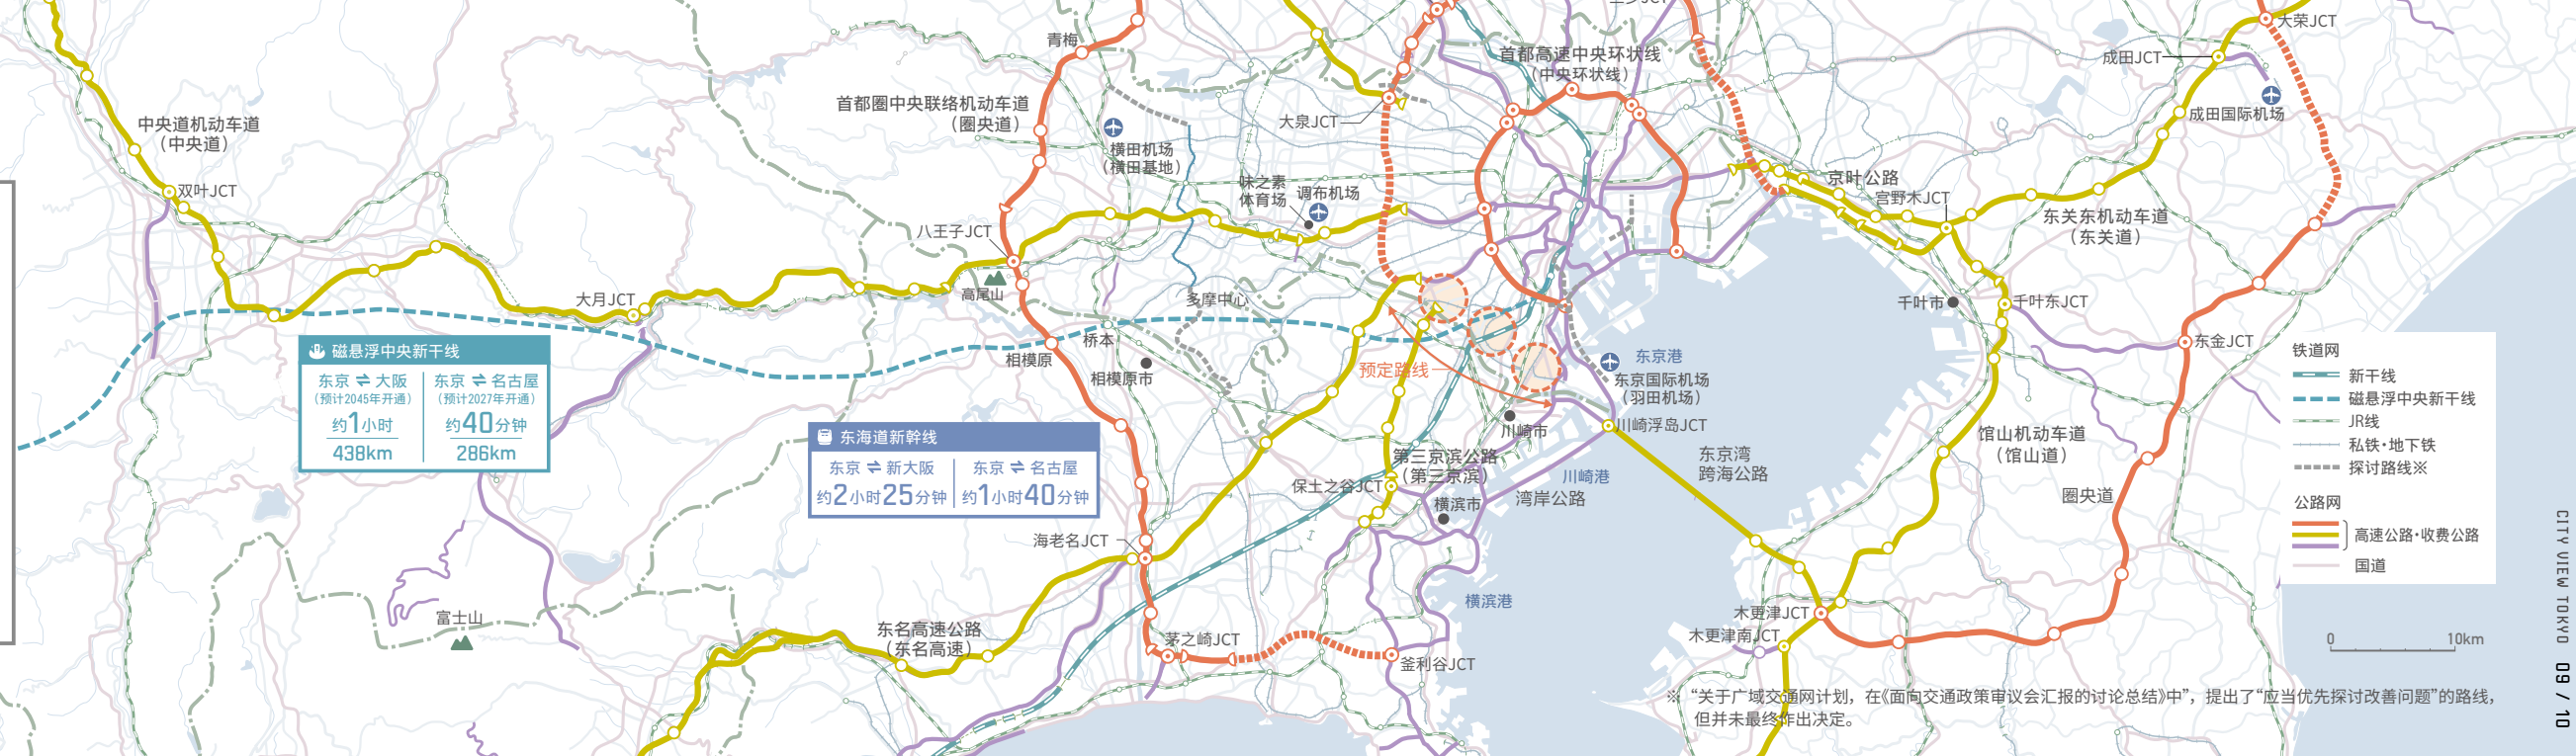 青梅
首都高速中央环状线
（中央环状线）
大荣JCT
成田JCT
首都圈中央联络机动车道
（圈央道）
大泉JCT
成田国际机场
中央道机动车道
（中央道）
横田机场
（横田基地）
双叶JCT
味之素
体育场
调布机场
京叶公路
宫野木JCT
东关东机动车道
（东关道）
八王子JCT
高尾山
大月JCT
多摩中心
千叶市
千叶东JCT
桥本
相模原
相模原市
东金JCT
磁悬浮中央新干线
东京 ⇌ 大阪
（预计2045年开通）
约1小时
438km
东京 ⇌ 名古屋
（预计2027年开通）
约40分钟
286km
预定路线
东京港
东京国际机场
（羽田机场）
川崎市
川崎浮岛JCT
东海道新幹线
东京 ⇌ 新大阪
约2小时25分钟
东京 ⇌ 名古屋
约1小时40分钟
第三京滨公路
（第三京滨）
保土之谷JCT
横滨市
川崎港
湾岸公路
东京湾
跨海公路
馆山机动车道
（馆山道）
圈央道
海老名JCT
横滨港
富士山
东名高速公路
（东名高速）
茅之崎JCT
釜利谷JCT
木更津JCT
木更津南JCT
铁道网
新干线
磁悬浮中央新干线
JR线
私铁·地下铁
探讨路线※
公路网
高速公路·收费公路
国道
0 10km
※ “关于广域交通网计划，在《面向交通政策审议会汇报的讨论总结》中”，提出了“应当优先探讨改善问题”的路线，
但并未最终作出决定。
CITY VIEW TOKYO 09 / 10